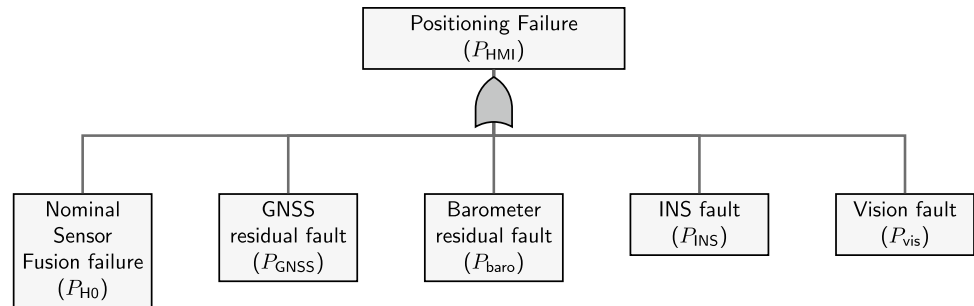 Positioning Failure
(P_HMI)
Nominal
Sensor
Fusion failure
(P_H0)
GNSS
residual fault
(P_GNSS)
Barometer
residual fault
(P_baro)
INS fault
(P_INS)
Vision fault
(P_vis)